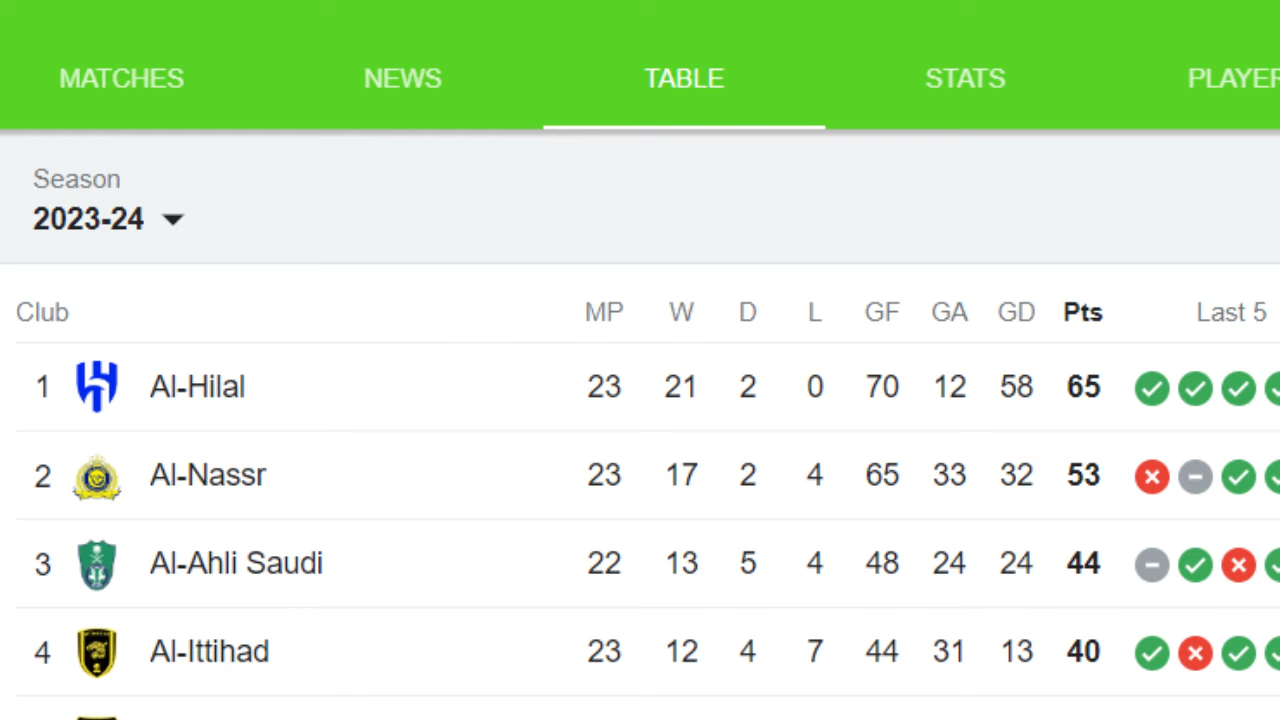 MATCHES NEWS TABLE STATS PLAYER
Season
2023-24
Club MP W D L GF GA GD Pts Last 5
1 Al-Hilal 23 21 2 0 70 12 58 65
2 Al-Nassr 23 17 2 4 65 33 32 53
3 Al-Ahli Saudi 22 13 5 4 48 24 24 44
4 Al-Ittihad 23 12 4 7 44 31 13 40